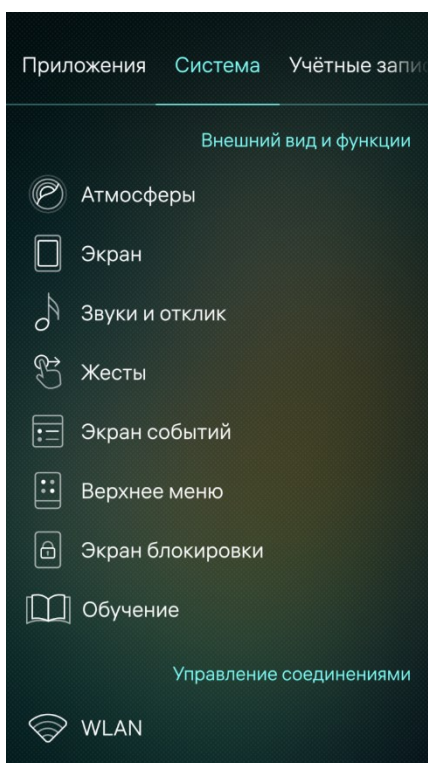 Приложения Система Учётные запис
Внешний вид и функции
Атмосферы
Экран
Звуки и отклик
Жесты
Экран событий
Верхнее меню
Экран блокировки
Обучение
Управление соединениями
WLAN